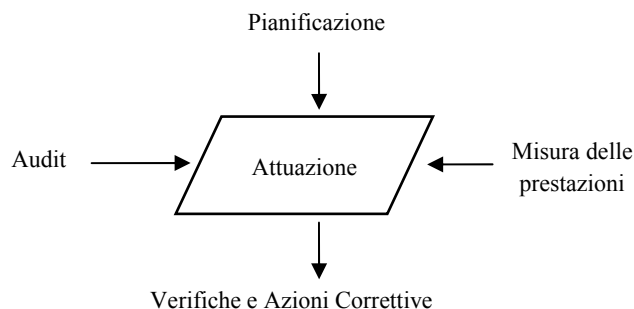 Pianificazione
Audit
Attuazione
Misura delle
prestazioni
Verifiche e Azioni Correttive